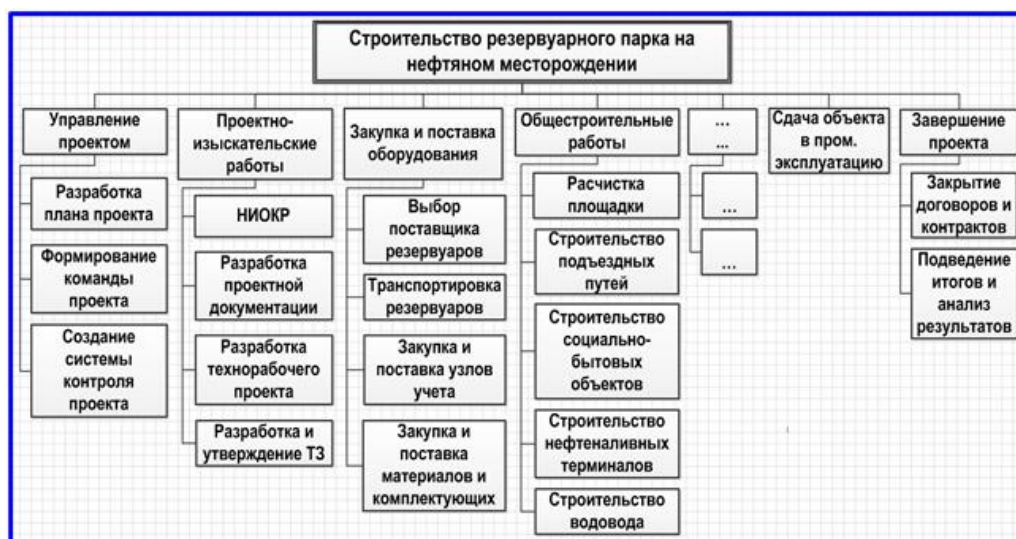 Строительство резервуарного парка на
нефтяном месторождении
Управление
проектом
Разработка
плана проекта
Формирование
команды
проекта
Создание
системы
контроля
проекта
Проектно-
изыскательские
работы
НИОКР
Разработка
проектной
документации
Разработка
технорабочего
проекта
Разработка и
утверждение ТЗ
Закупка и поставка
оборудования
Выбор
поставщика
резервуаров
Транспортировка
резервуаров
Закупка и
поставка узлов
учета
Закупка и
поставка
материалов и
комплектующих
Общестроительные
работы
Расчистка
площадки
Строительство
подъездных
путей
Строительство
социально-
бытовых
объектов
Строительство
нефтеналивных
терминалов
Строительство
водовода
...
...
...
...
Сдача объекта
в пром.
эксплуатацию
Завершение
проекта
Закрытие
договоров и
контрактов
Подведение
итогов и
анализ
результатов